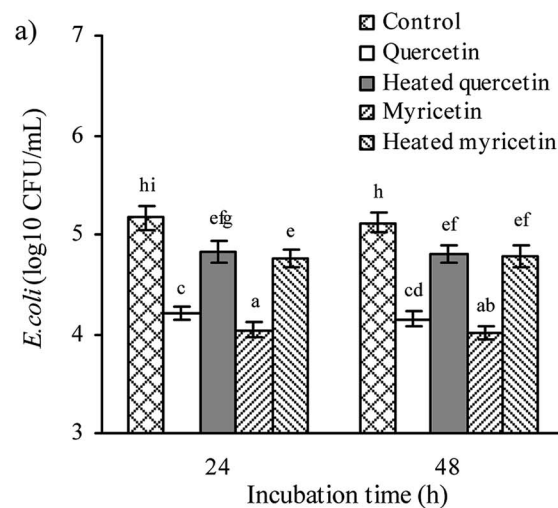 a)
7
6
5
4
3
E.coli (log10 CFU/mL)
Control
Quercetin
Heated quercetin
Myricetin
Heated myricetin
hi
c
efg
a
e
h
cd
ef
ab
ef
24
48
Incubation time (h)